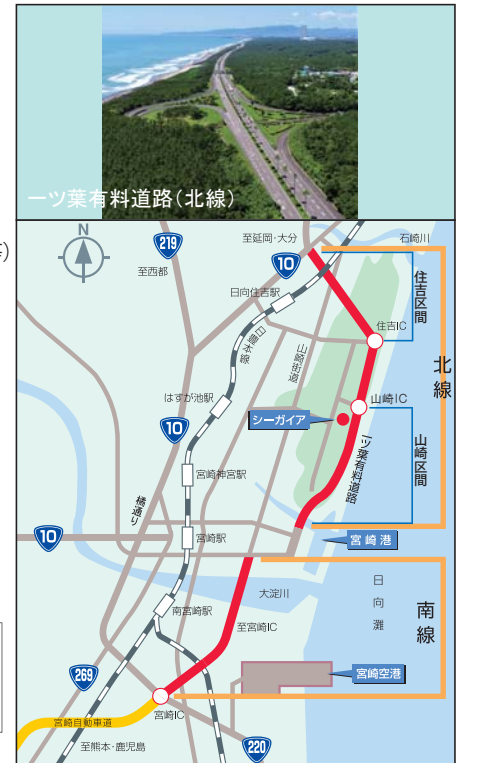 一ツ葉有料道路(北線)
)
N
219
至延岡・大分
石崎川
10
至西都
日向住吉駅
住吉区間
日豊本線
山崎街道
住吉IC
北線
はすが池駅
山崎IC
シーガイア
10
一ツ葉有料道路
山崎区間
宮崎神宮駅
橘通り
10
宮崎駅
宮崎港
日向灘
大淀川
南宮崎駅
南線
至宮崎IC
269
宮崎空港
宮崎IC
宮崎自動車道
至熊本・鹿児島
220